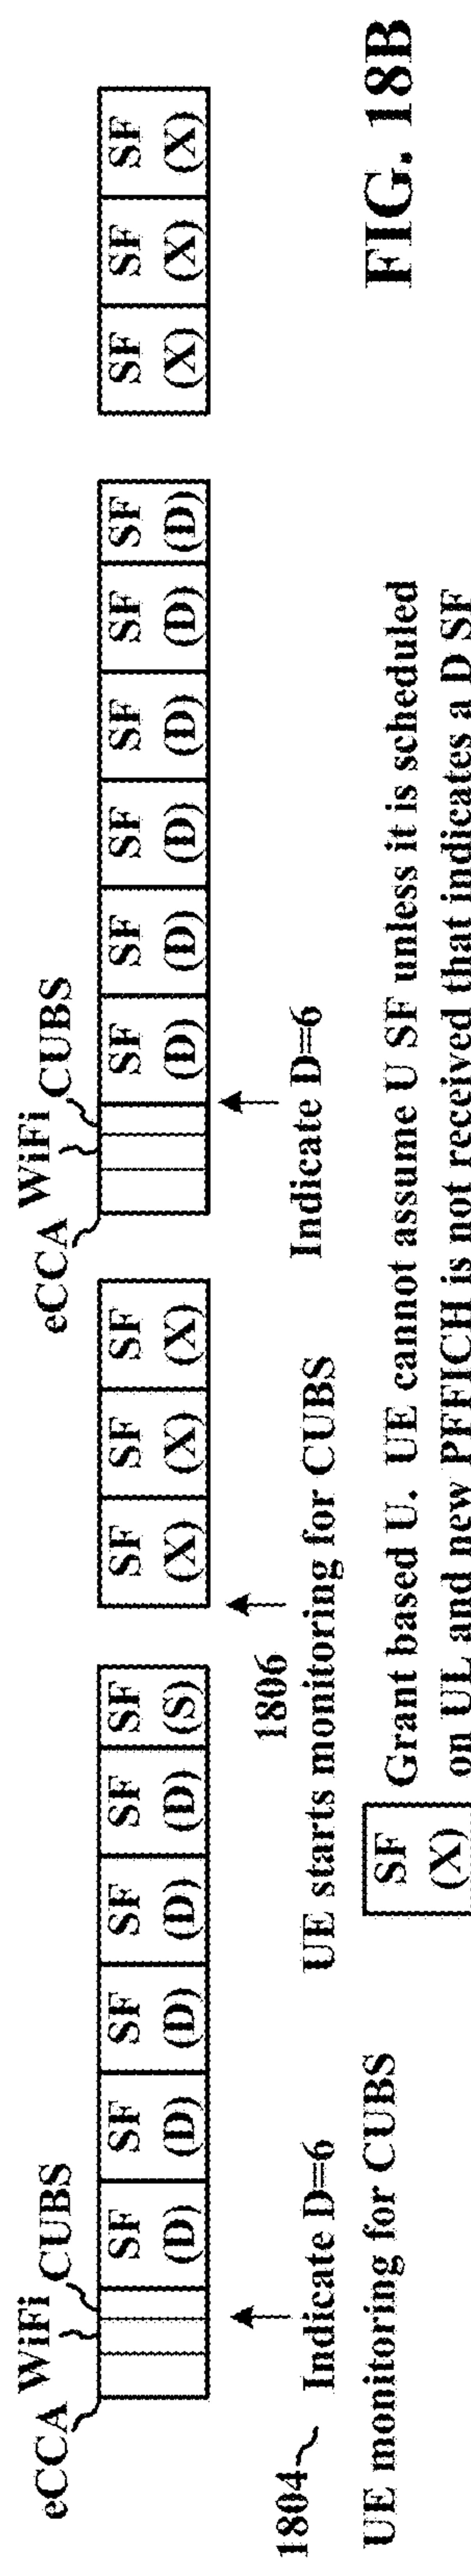 eCCA WiFi CUBS
SF SF SF SF SF SF
(D) (D) (D) (D) (D) (S)
SF SF SF
(X) (X) (X)
eCCA WiFi CUBS
SF SF SF SF SF SF
(D) (D) (D) (D) (D) (D)
SF SF SF
(X) (X) (X)
1804
Indicate D=6
UE monitoring for CUBS
1806
UE starts monitoring for CUBS
Indicate D=6
SF
(X)
Grant based U. UE cannot assume U SF unless it is scheduled
on UL and new PFFICH is not received that indicates a D SF
FIG. 18B